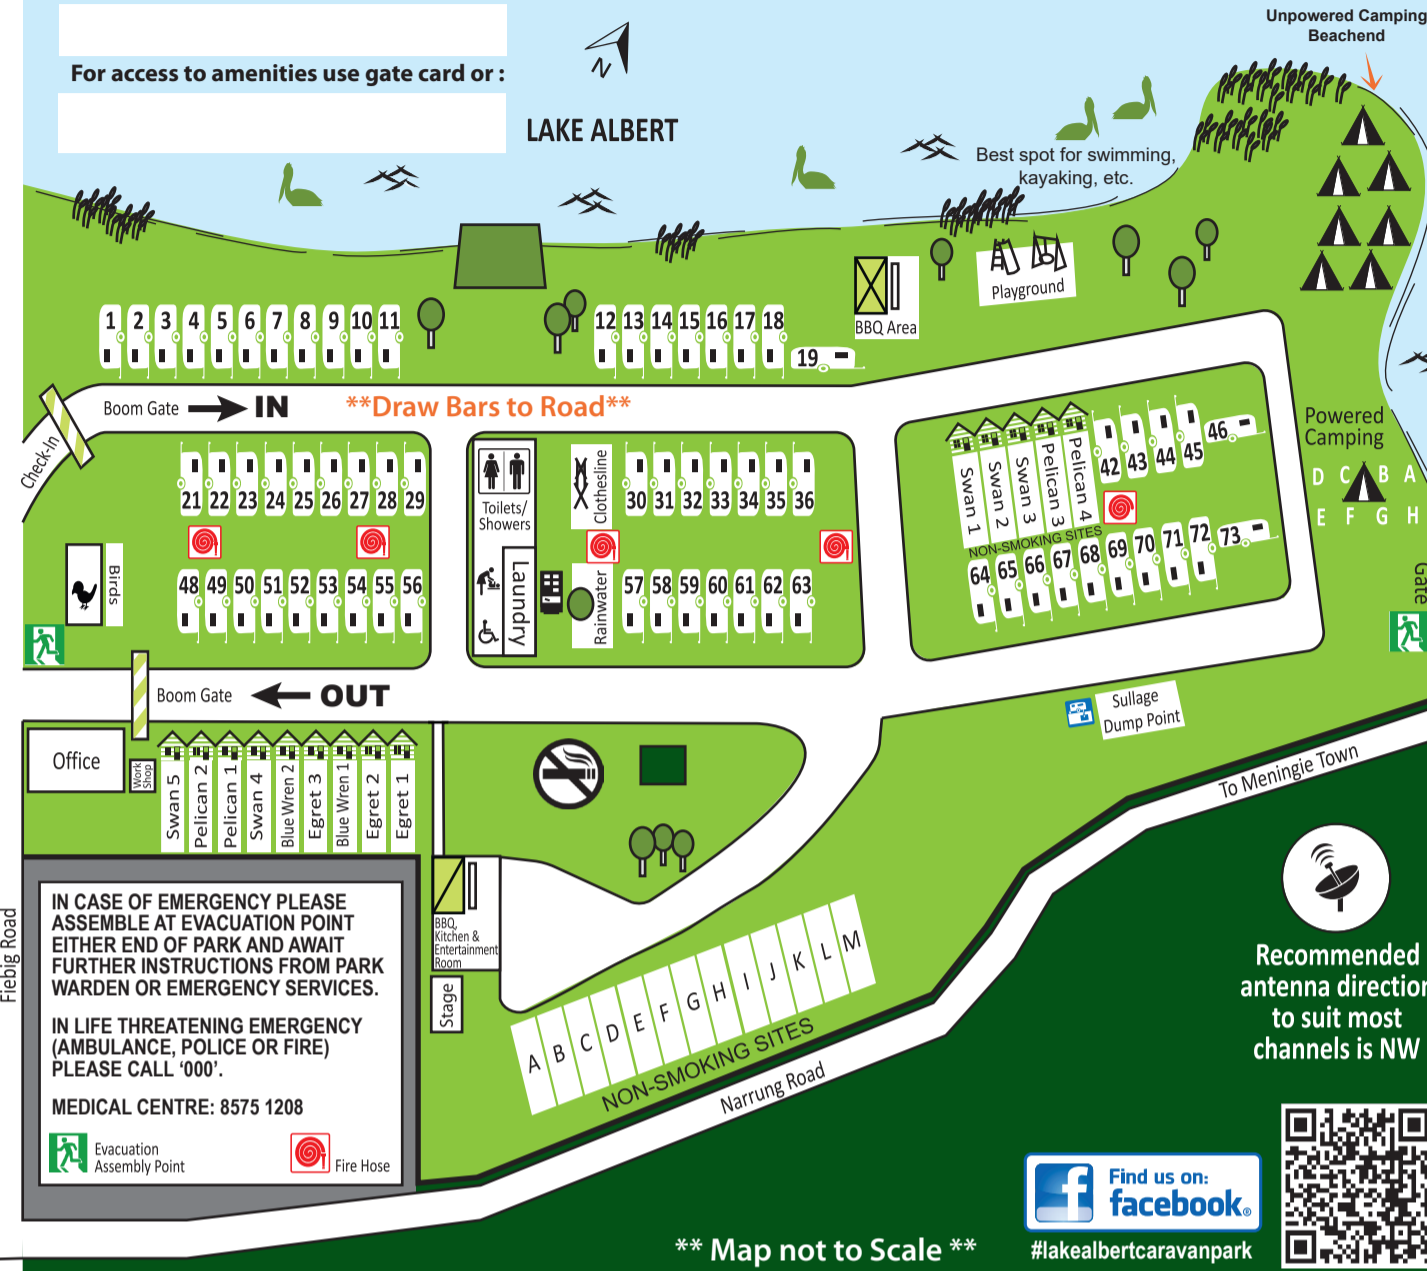 Unpowered Camping
Beachend
For access to amenities use gate card or :
N
LAKE ALBERT
Best spot for swimming,
kayaking, etc.
Playground
BBQ Area
1 2 3 4 5 6 7 8 9 10 11
12 13 14 15 16 17 18
19
Boom Gate IN
**Draw Bars to Road**
Check-In
21 22 23 24 25 26 27 28 29
Toilets/
Showers
Clothesline
30 31 32 33 34 35 36
Swan 1
Swan 2
Swan 3
Pelican 3
Pelican 4
42 43 44 45 46
NON-SMOKING SITES
Powered
Camping
D C B A
E F G H
Gate
Birds
48 49 50 51 52 53 54 55 56
Laundry
Rainwater
57 58 59 60 61 62 63
64 65 66 67 68 69 70 71 72 73
Boom Gate OUT
Sullage
Dump Point
Office
Work
Shop
Swan 5
Pelican 2
Pelican 1
Swan 4
Blue Wren 2
Egret 3
Blue Wren 1
Egret 2
Egret 1
To Meningie Town
BBQ,
Kitchen &
Entertainment
Room
Stage
A B C D E F G H I J K L M
NON-SMOKING SITES
Narrung Road
Fiebig Road
IN CASE OF EMERGENCY PLEASE
ASSEMBLE AT EVACUATION POINT
EITHER END OF PARK AND AWAIT
FURTHER INSTRUCTIONS FROM PARK
WARDEN OR EMERGENCY SERVICES.
IN LIFE THREATENING EMERGENCY
(AMBULANCE, POLICE OR FIRE)
PLEASE CALL ‘000’.
MEDICAL CENTRE: 8575 1208
Evacuation
Assembly Point
Fire Hose
Recommended
antenna direction
to suit most
channels is NW
Find us on:
facebook®
#lakealbertcaravanpark
** Map not to Scale **